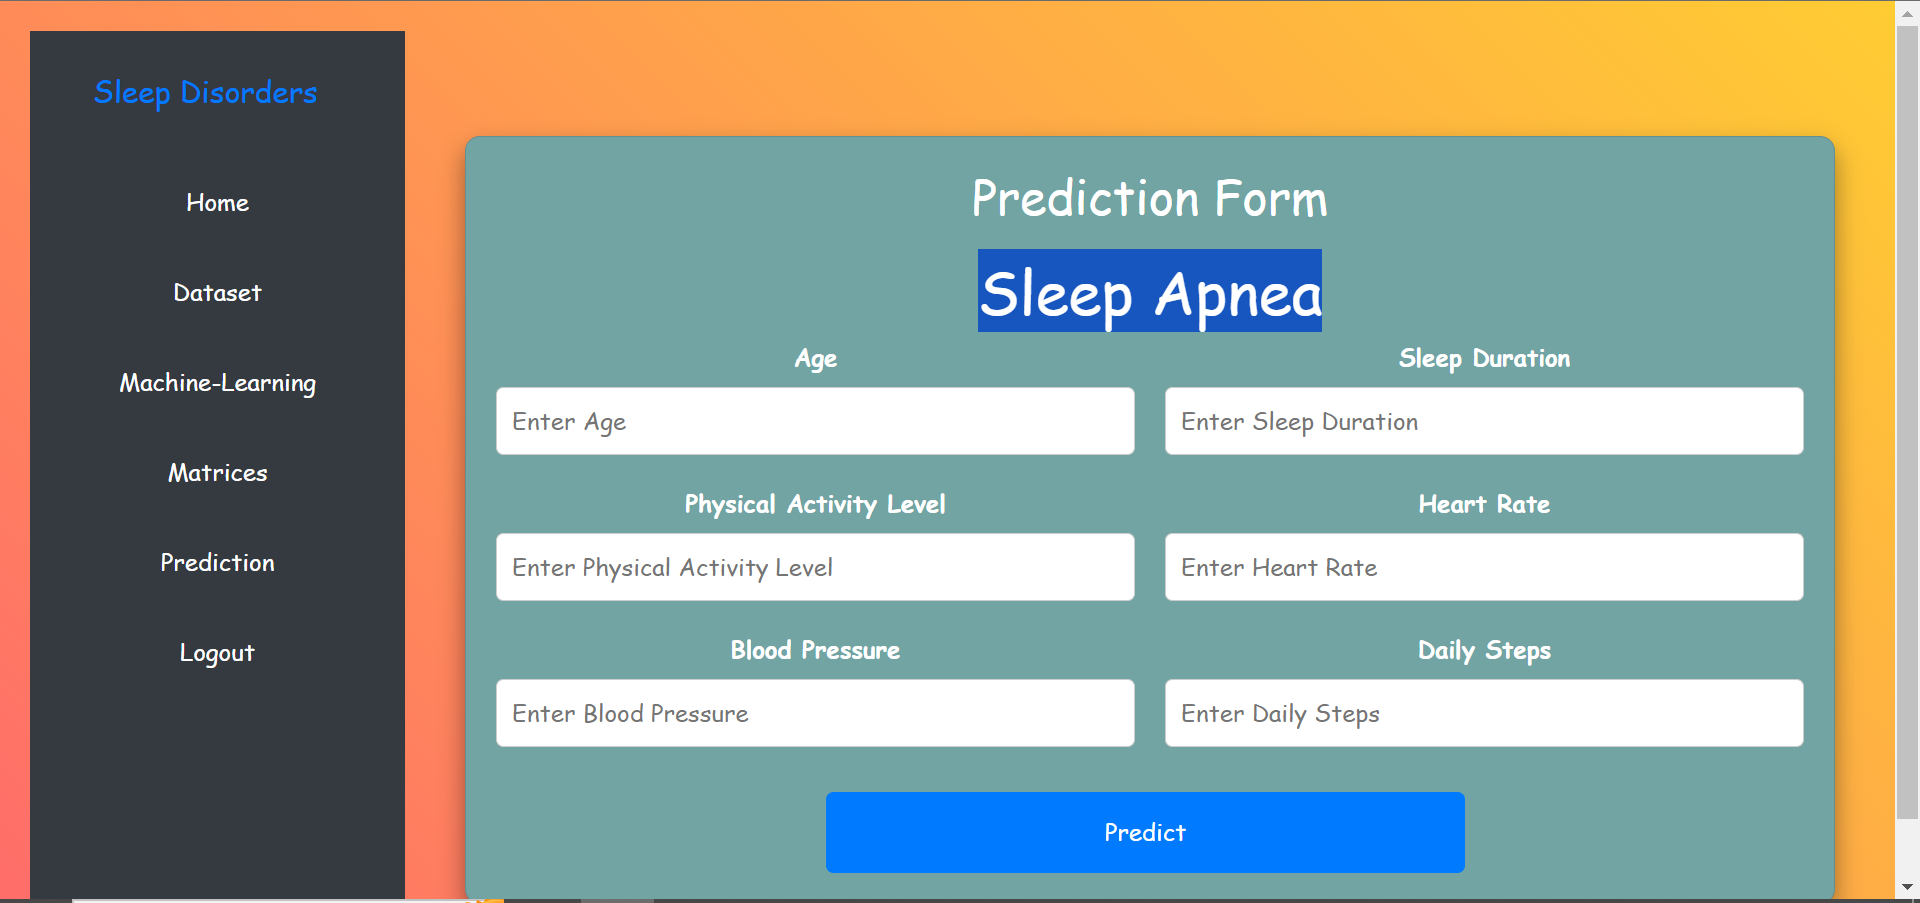 Sleep Disorders
Home
Dataset
Machine-Learning
Matrices
Prediction
Logout
Prediction Form
Sleep Apnea
Age
Sleep Duration
Enter Age
Enter Sleep Duration
Physical Activity Level
Heart Rate
Enter Physical Activity Level
Enter Heart Rate
Blood Pressure
Daily Steps
Enter Blood Pressure
Enter Daily Steps
Predict